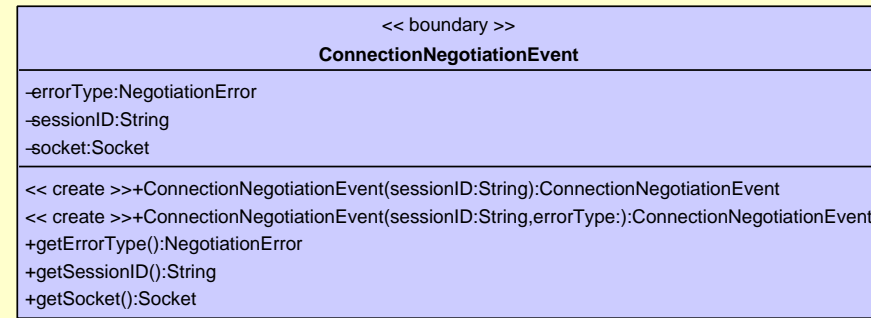 << boundary >>
ConnectionNegotiationEvent
-errorType:NegotiationError
-sessionID:String
-socket:Socket
<< create >>+ConnectionNegotiationEvent(sessionID:String):ConnectionNegotiationEvent
<< create >>+ConnectionNegotiationEvent(sessionID:String,errorType:):ConnectionNegotiationEvent
+getErrorType():NegotiationError
+getSessionID():String
+getSocket():Socket